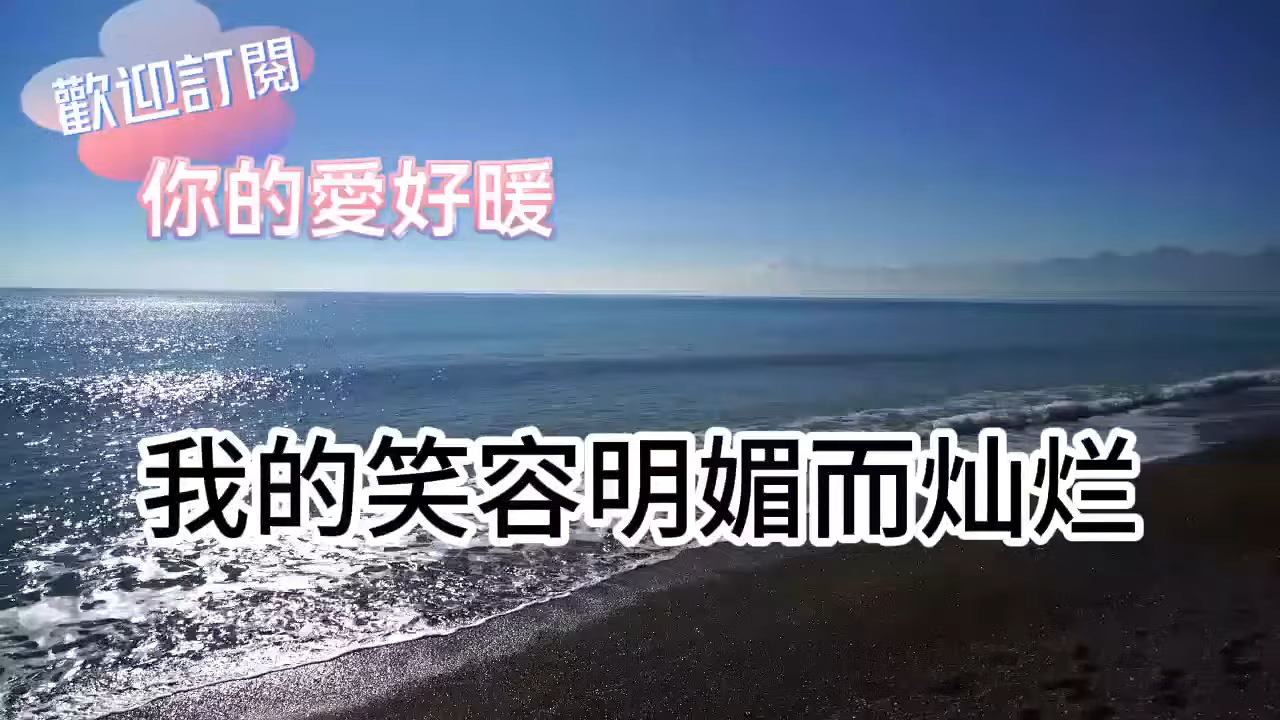 歡迎訂閱
你的愛好暖
我的笑容明媚而灿烂